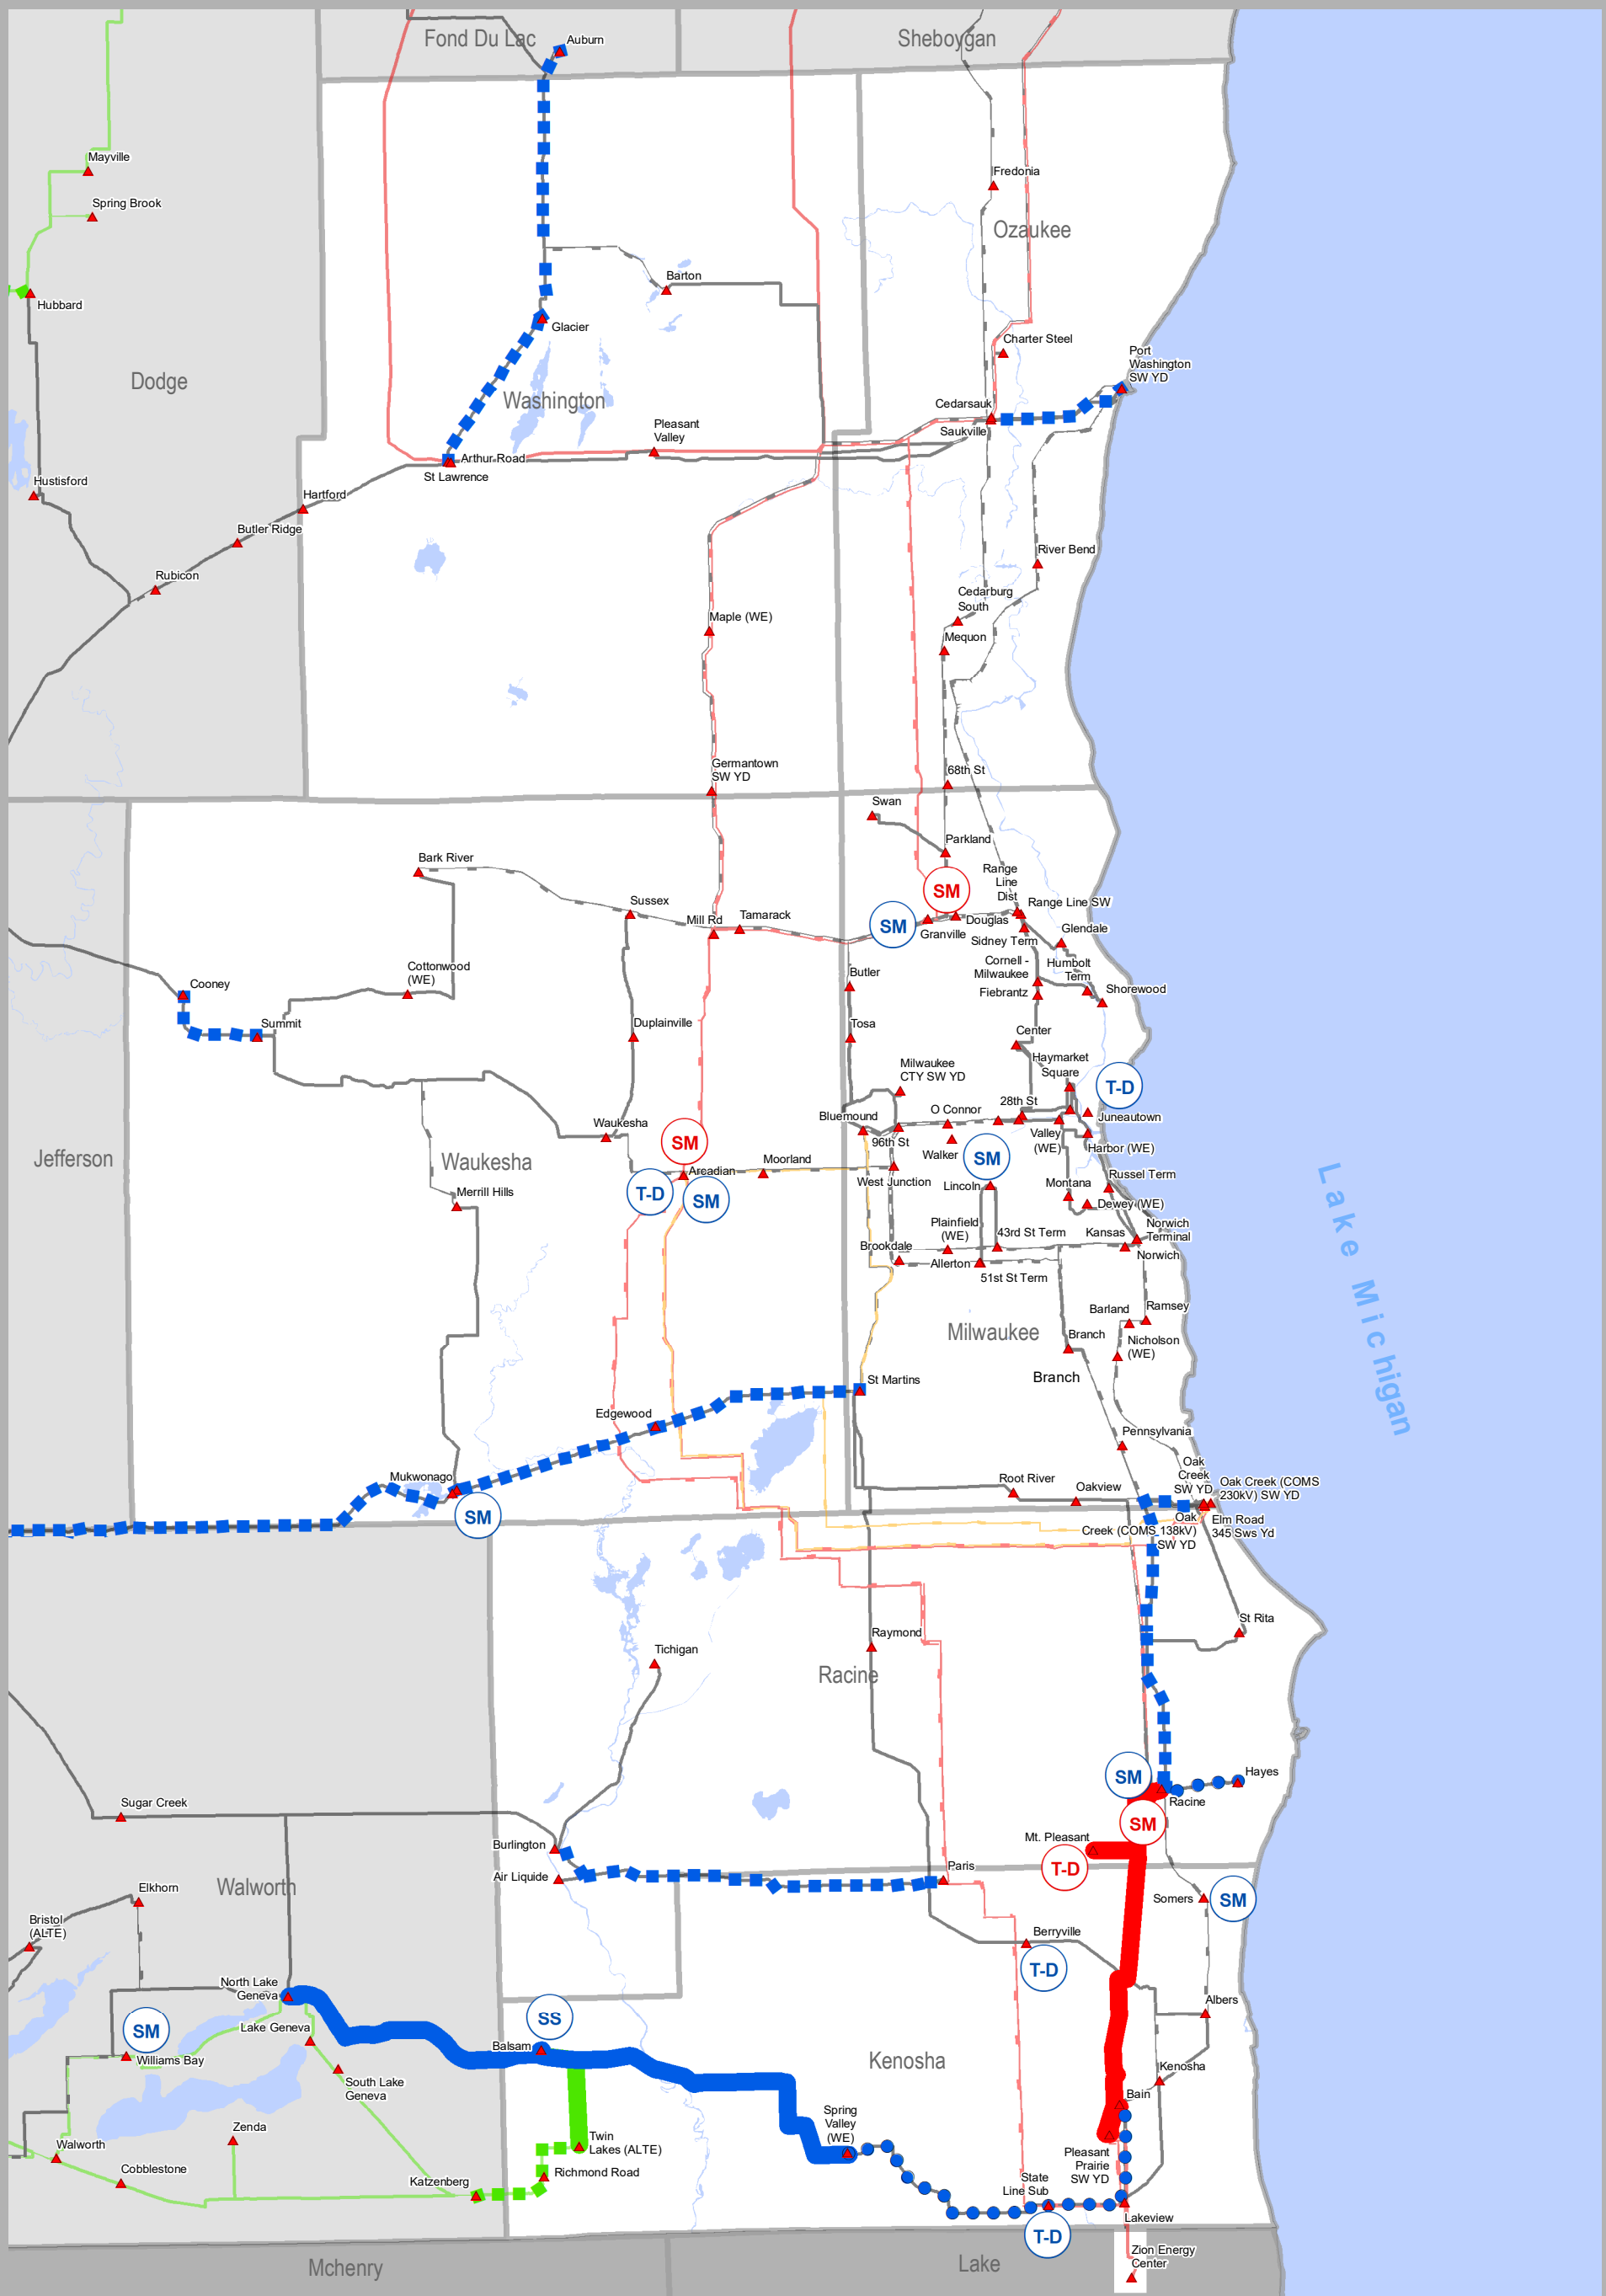 Fond Du Lac
Auburn
Sheboygan
Mayville
Spring Brook
Fredonia
Ozaukee
Barton
Hubbard
Glacier
Charter Steel
Port
Washington
SW YD
Dodge
Washington
Cedarsauk
Saukville
Pleasant
Valley
Arthur Road
St Lawrence
Hustisford
Hartford
Butler Ridge
Rubicon
River Bend
Cedarburg
South
Maple (WE)
Mequon
Germantown
SW YD
68th St
Swan
Parkland
Bark River
Range
Line
Dist
SM
Sussex
Range Line SW
SM
Mill Rd
Tamarack
Granville
Douglas
Glendale
Sidney Term
Cottonwood
(WE)
Cornell -
Milwaukee
Humbolt
Term
Butler
Cooney
Fiebrantz
Shorewood
Summit
Duplainville
Tosa
Center
Haymarket
Square
Milwaukee
CTY SW YD
T-D
28th St
O Connor
Bluemound
Juneautown
Waukesha
SM
96th St
Walker
Valley
(WE)
Harbor (WE)
Jefferson
Waukesha
Moorland
SM
Arcadian
West Junction
Russel Term
T-D
SM
Lincoln
Montana
Merrill Hills
Dewey (WE)
Plainfield
(WE)
43rd St Term
Kansas
Norwich
Terminal
Brookdale
Allerton
Norwich
51st St Term
Lake Michigan
Milwaukee
Barland
Ramsey
Branch
Nicholson
(WE)
Branch
St Martins
Edgewood
Pennsylvania
Mukwonago
Oak
Creek
SW YD
Root River
Oakview
Oak Creek (COMS
230kV) SW YD
SM
Oak
Creek (COMS 138kV)
SW YD
Elm Road
345 Sws Yd
St Rita
Raymond
Tichigan
Racine
SM
Hayes
Racine
Sugar Creek
SM
Mt. Pleasant
Burlington
T-D
Paris
Air Liquide
Elkhorn
Walworth
Somers
SM
Bristol
(ALTE)
Berryville
T-D
North Lake
Geneva
Albers
SS
SM
Lake Geneva
Balsam
Williams Bay
Kenosha
Kenosha
South Lake
Geneva
Bain
Spring
Valley
(WE)
Zenda
Twin
Lakes (ALTE)
Walworth
Pleasant
Prairie
SW YD
Richmond Road
Cobblestone
Katzenberg
State
Line Sub
Lakeview
T-D
Zion Energy
Center
Mchenry
Lake